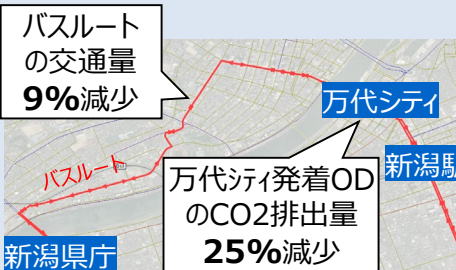 バスルート
の交通量
9%減少
万代シティ
バスルート
新潟駅
万代シティ発着OD
のCO2排出量
25%減少
新潟県庁